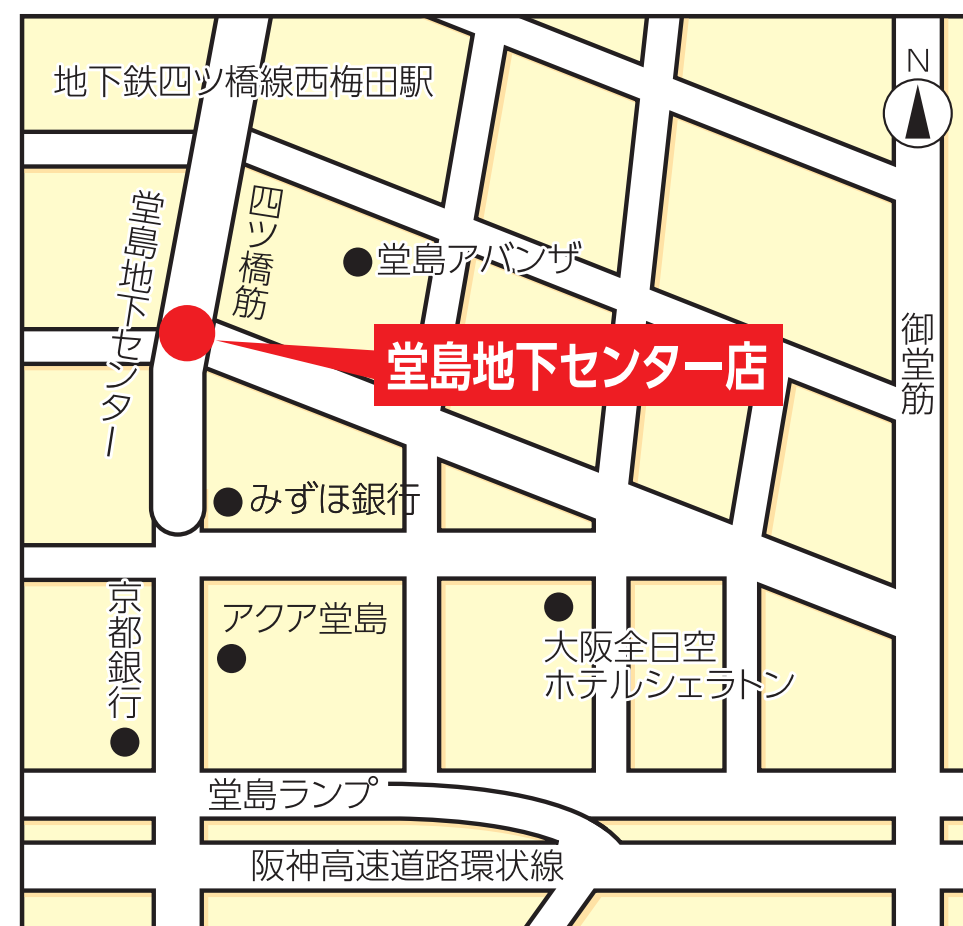 地下鉄四ツ橋線西梅田駅
N
堂島地下センター
四ツ橋筋
堂島アバンザ
御堂筋
堂島地下センター店
みずほ銀行
京都銀行
アクア堂島
大阪全日空
ホテルシェラトン
堂島ランプ
阪神高速道路環状線